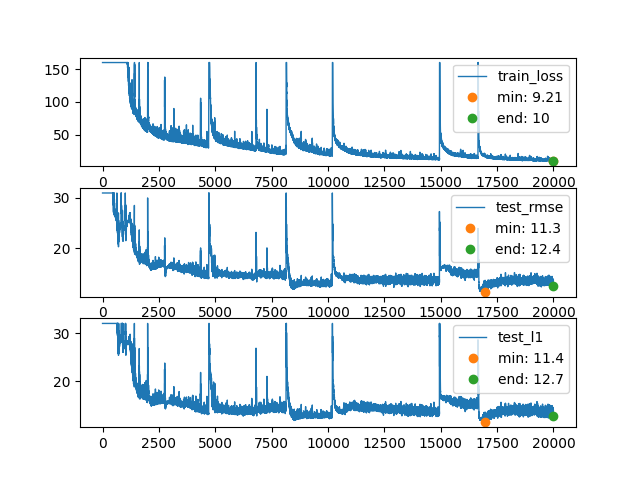 150
100
50
train_loss
min: 9.21
end: 10
0 2500 5000 7500 10000 12500 15000 17500 20000
30
20
test_rmse
min: 11.3
end: 12.4
0 2500 5000 7500 10000 12500 15000 17500 20000
30
20
test_l1
min: 11.4
end: 12.7
0 2500 5000 7500 10000 12500 15000 17500 20000